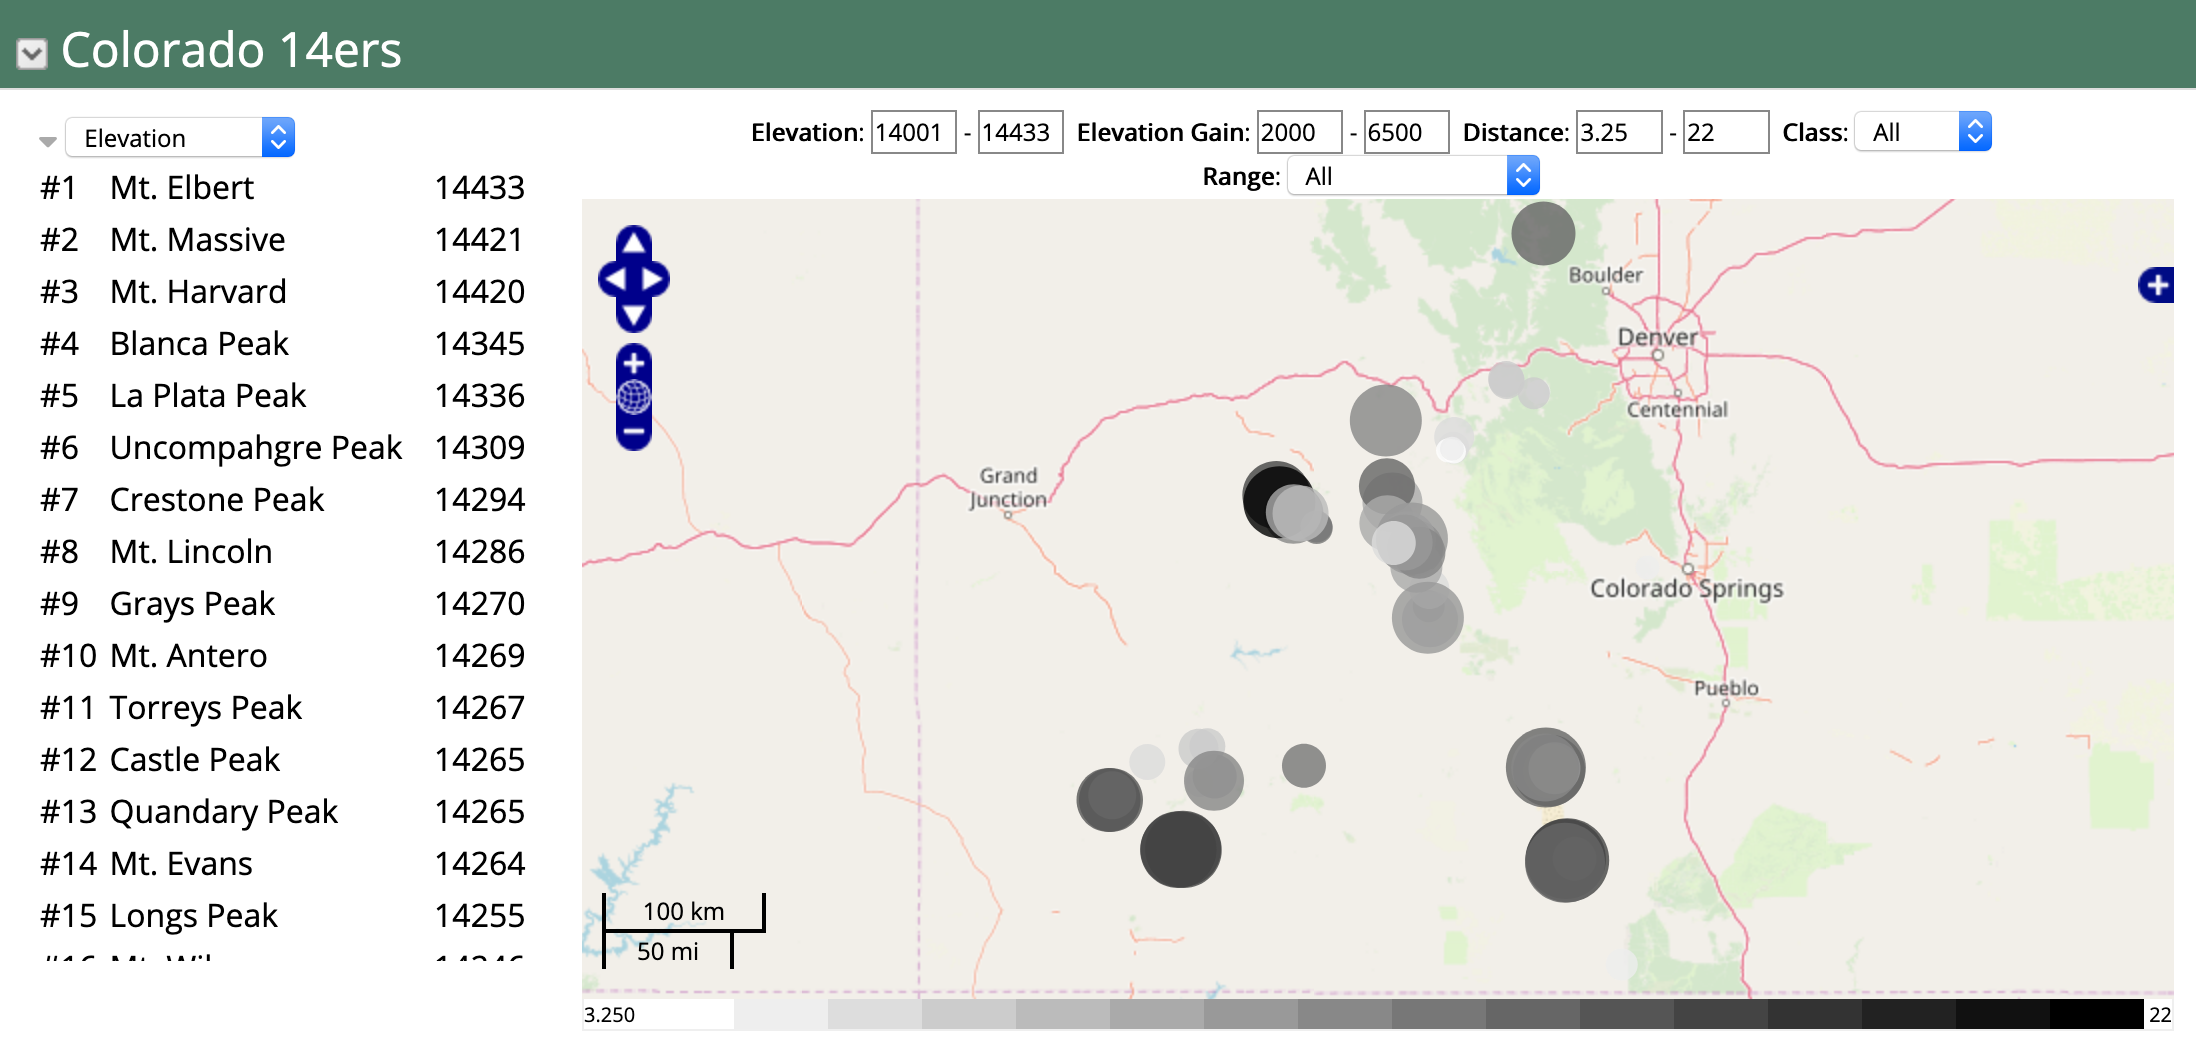 Colorado 14ers
Elevation
#1 Mt. Elbert 14433
#2 Mt. Massive 14421
#3 Mt. Harvard 14420
#4 Blanca Peak 14345
#5 La Plata Peak 14336
#6 Uncompahgre Peak 14309
#7 Crestone Peak 14294
#8 Mt. Lincoln 14286
#9 Grays Peak 14270
#10 Mt. Antero 14269
#11 Torreys Peak 14267
#12 Castle Peak 14265
#13 Quandary Peak 14265
#14 Mt. Evans 14264
#15 Longs Peak 14255
Elevation: 14001 - 14433 Elevation Gain: 2000 - 6500 Distance: 3.25 - 22 Class: All
Range: All
Boulder
Denver
Centennial
Grand
Junction
Colorado Springs
Pueblo
100 km
50 mi
3.250 22